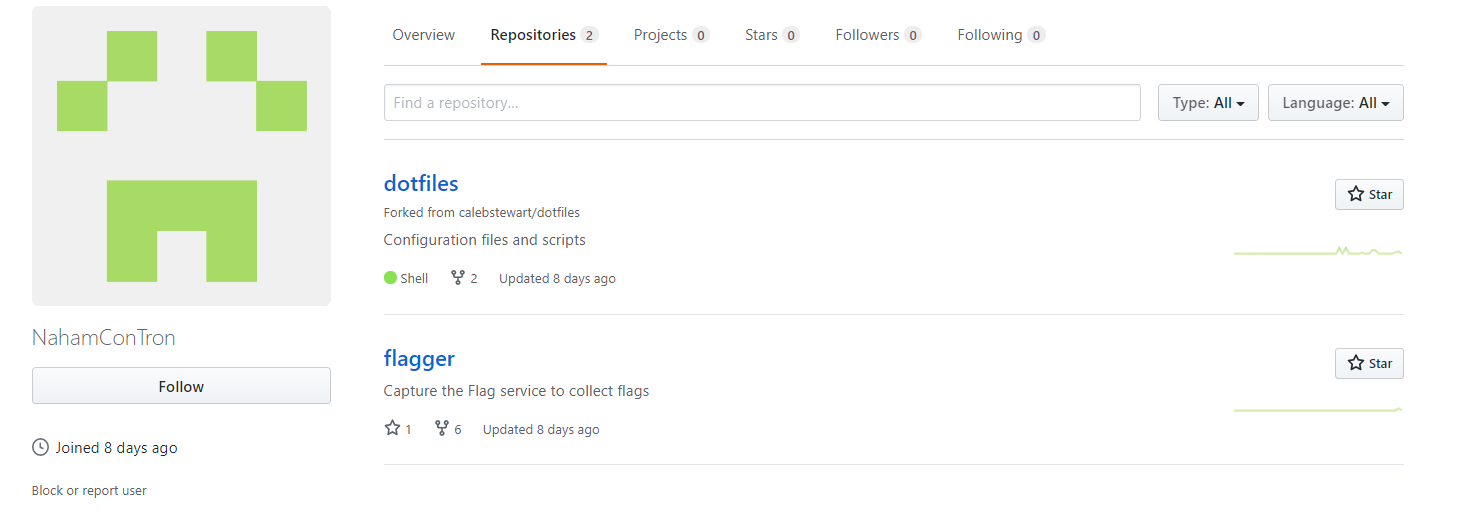 Overview Repositories 2 Projects 0 Stars 0 Followers 0 Following 0
Find a repository...
Type: All
Language: All
dotfiles
Star
Forked from calebstewart/dotfiles
Configuration files and scripts
Shell 2 Updated 8 days ago
flagger
Star
Capture the Flag service to collect flags
1 6 Updated 8 days ago
NahamConTron
Follow
Joined 8 days ago
Block or report user